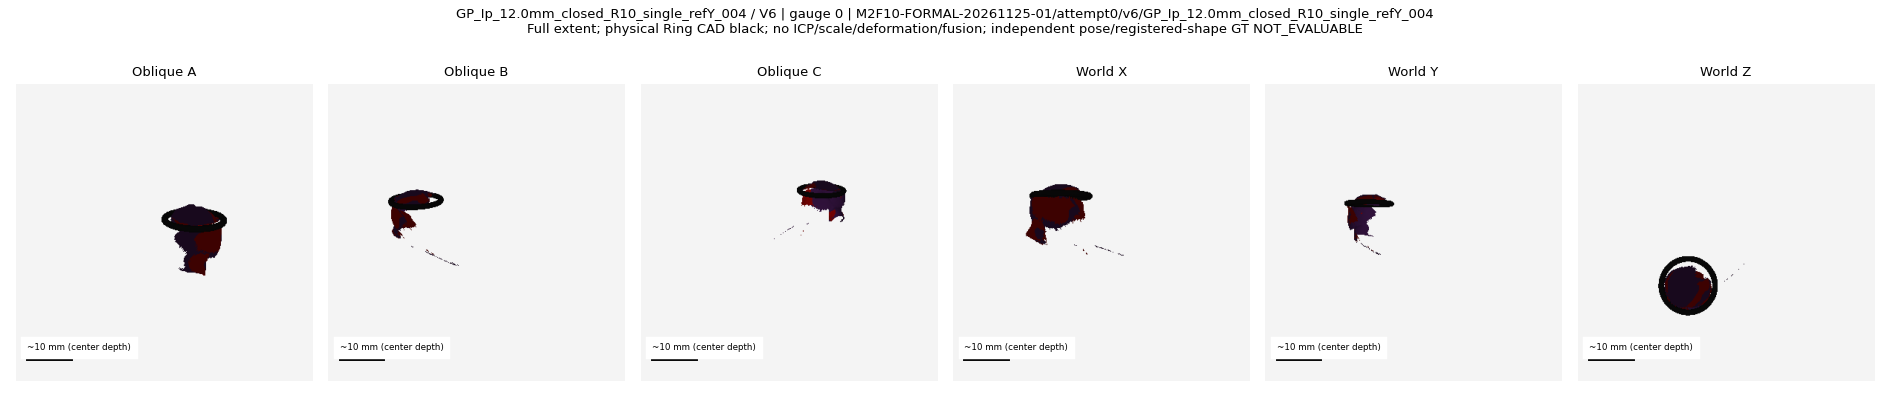 GP_Ip_12.0mm_closed_R10_single_refY_004 / V6 | gauge 0 | M2F10-FORMAL-20261125-01/attempt0/v6/GP_Ip_12.0mm_closed_R10_single_refY_004
Full extent; physical Ring CAD black; no ICP/scale/deformation/fusion; independent pose/registered-shape GT NOT_EVALUABLE
Oblique A
Oblique B
Oblique C
World X
World Y
World Z
~10 mm (center depth)
~10 mm (center depth)
~10 mm (center depth)
~10 mm (center depth)
~10 mm (center depth)
~10 mm (center depth)